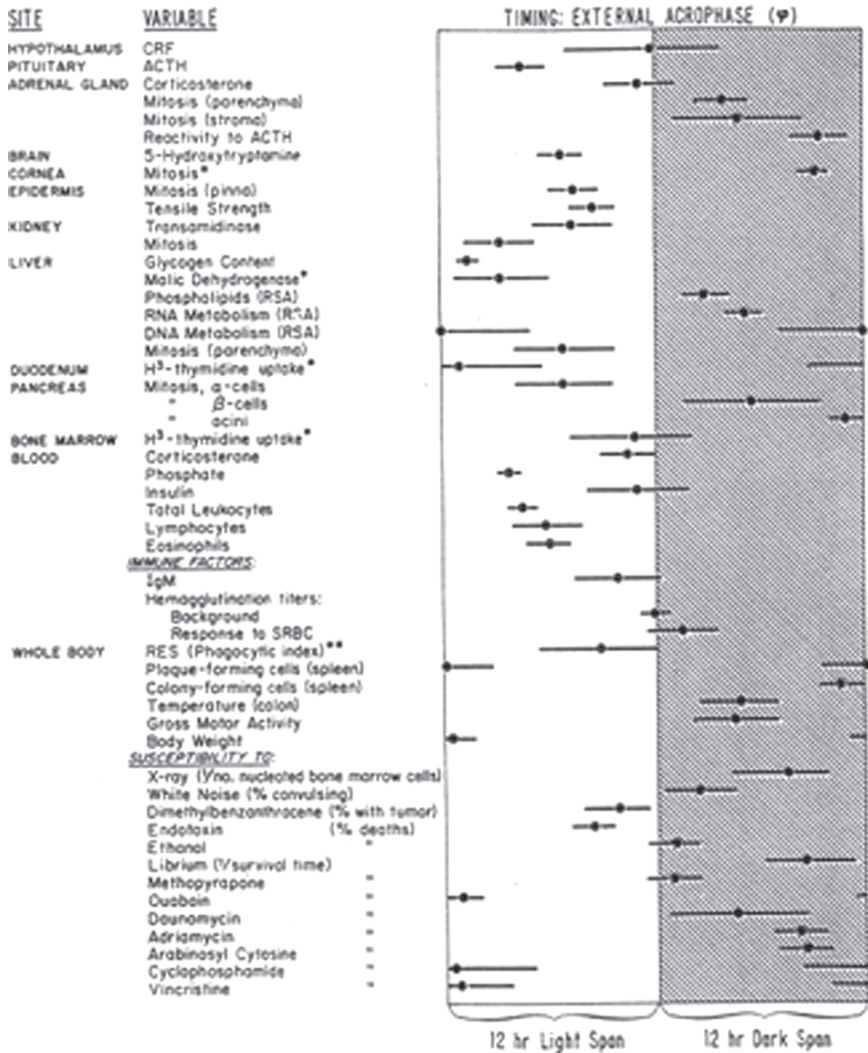 SITE VARIABLE TIMING: EXTERNAL ACROPHASE (φ)
HYPOTHALAMUS CRF
PITUITARY ACTH
ADRENAL GLAND Corticosterone
Mitosis (parenchyma)
Mitosis (stroma)
Reactivity to ACTH
BRAIN 5-Hydroxytryptamine
CORNEA Mitosis*
EPIDERMIS Mitosis (pinna)
Tensile Strength
KIDNEY Transamidinase
Mitosis
LIVER Glycogen Content
Malic Dehydrogenase*
Phospholipids (RSA)
RNA Metabolism (RSA)
DNA Metabolism (RSA)
Mitosis (parenchyma)
DUODENUM H³-thymidine uptake*
PANCREAS Mitosis, α-cells
" β-cells
" acini
BONE MARROW H³-thymidine uptake*
BLOOD Corticosterone
Phosphate
Insulin
Total Leukocytes
Lymphocytes
Eosinophils
IMMUNE FACTORS:
IgM
Hemagglutination titers:
Background
Response to SRBC
WHOLE BODY RES (Phagocytic index)**
Plaque-forming cells (spleen)
Colony-forming cells (spleen)
Temperature (colon)
Gross Motor Activity
Body Weight
SUSCEPTIBILITY TO:
X-ray (1/no. nucleated bone marrow cells)
White Noise (% convulsing)
Dimethylbenzanthracene (% with tumor)
Endotoxin (% deaths)
Ethanol "
Librium (1/survival time)
Methopyrapone "
Ouabain "
Daunomycin "
Adriamycin "
Arabinosyl Cytosine "
Cyclophosphamide "
Vincristine "
12 hr Light Span 12 hr Dark Span